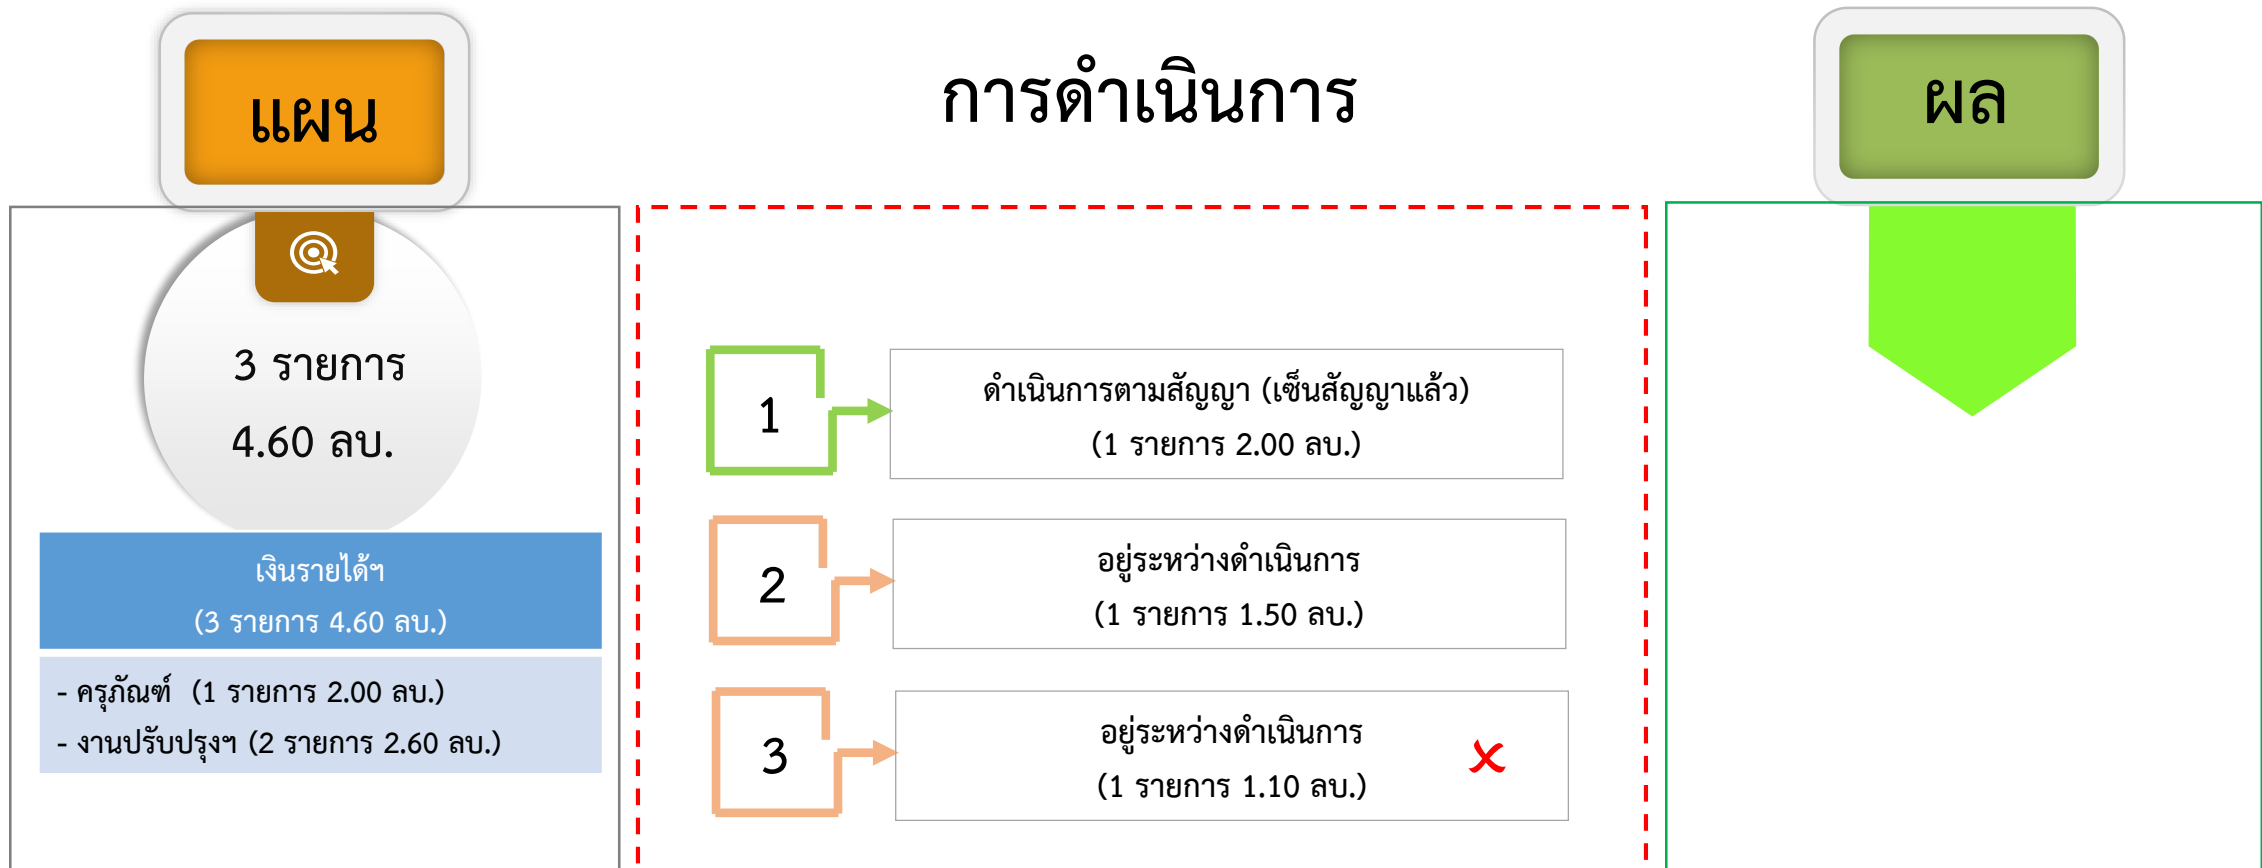 แผน
การดำเนินการ
ผล
3 รายการ
4.60 ลบ.
เงินรายได้ฯ
(3 รายการ 4.60 ลบ.)
- ครุภัณฑ์ (1 รายการ 2.00 ลบ.)
- งานปรับปรุงฯ (2 รายการ 2.60 ลบ.)
1
ดำเนินการตามสัญญา (เซ็นสัญญาแล้ว)
(1 รายการ 2.00 ลบ.)
2
อยู่ระหว่างดำเนินการ
(1 รายการ 1.50 ลบ.)
3
อยู่ระหว่างดำเนินการ
(1 รายการ 1.10 ลบ.)